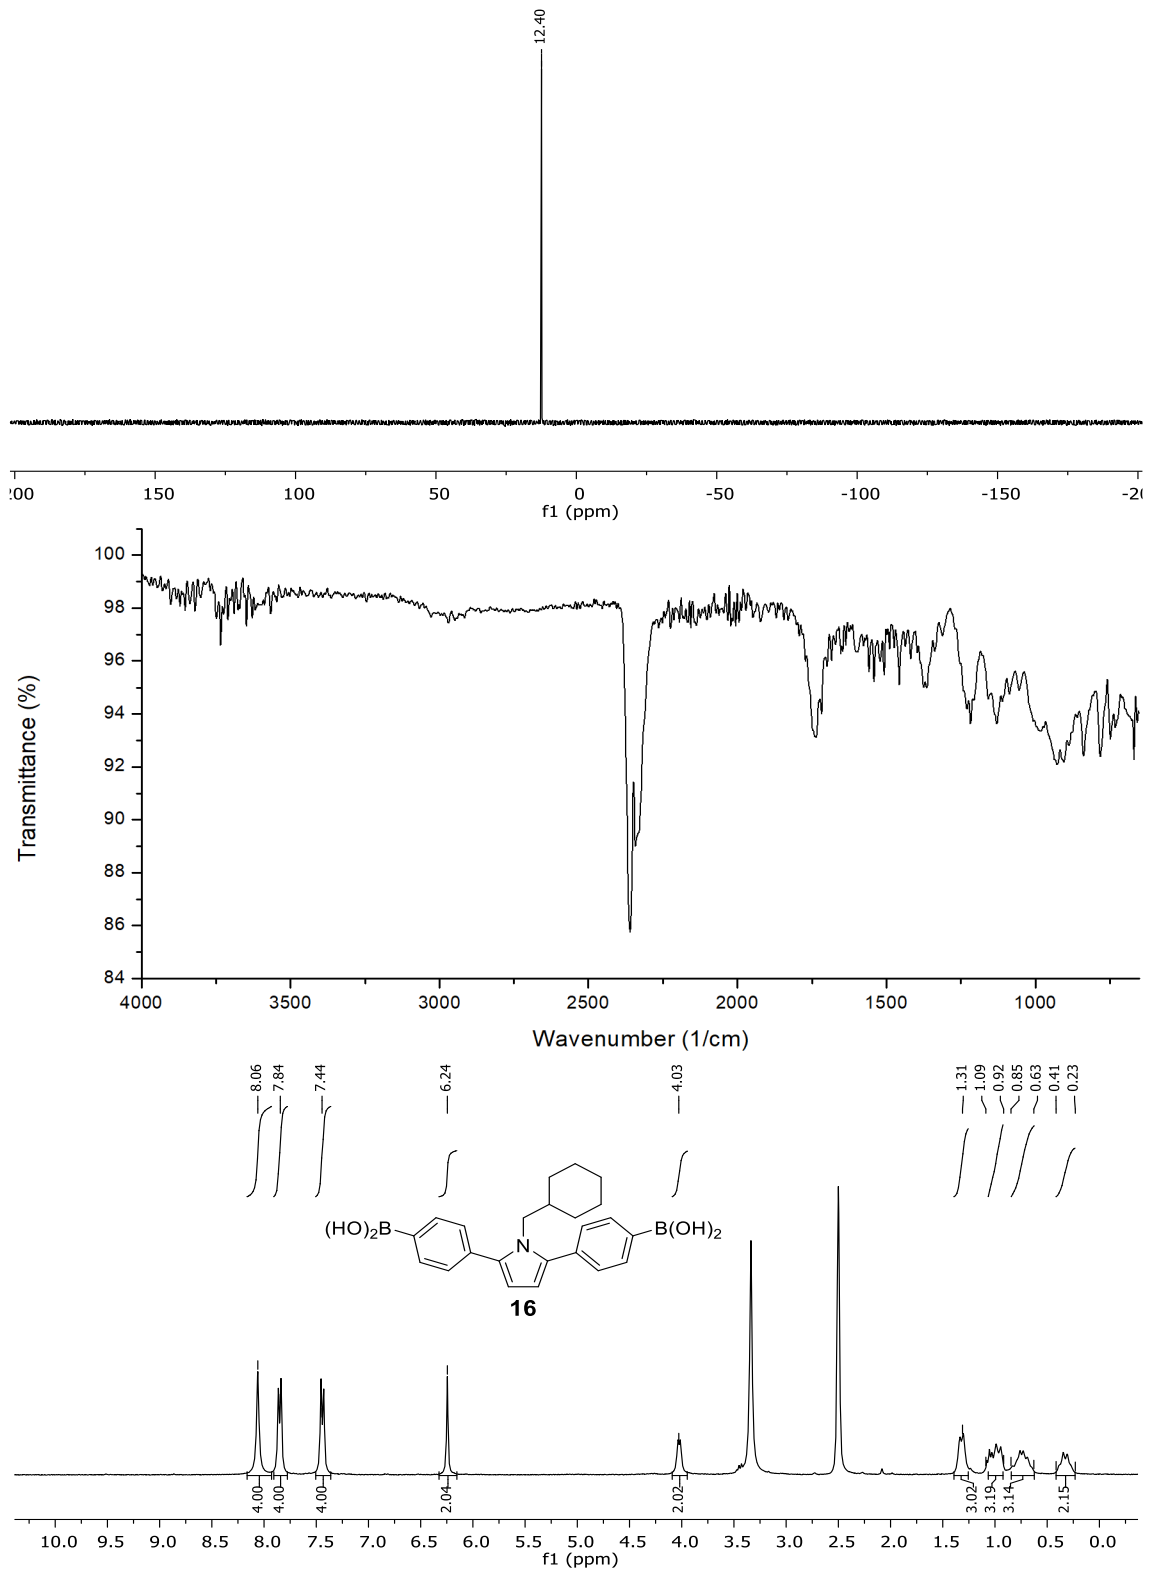 12.40
200 150 100 50 0 -50 -100 -150 -20
f1 (ppm)
100
98
96
94
92
90
88
86
84
Transmittance (%)
4000 3500 3000 2500 2000 1500 1000
Wavenumber (1/cm)
8.06 7.84 7.44 6.24 4.03 1.31 1.09 0.92 0.85 0.63 0.41 0.23
(HO)2B N B(OH)2
16
4.00 4.00 4.00 2.04 2.02 3.02 3.19 3.14 2.15
10.0 9.5 9.0 8.5 8.0 7.5 7.0 6.5 6.0 5.5 5.0 4.5 4.0 3.5 3.0 2.5 2.0 1.5 1.0 0.5 0.0
f1 (ppm)